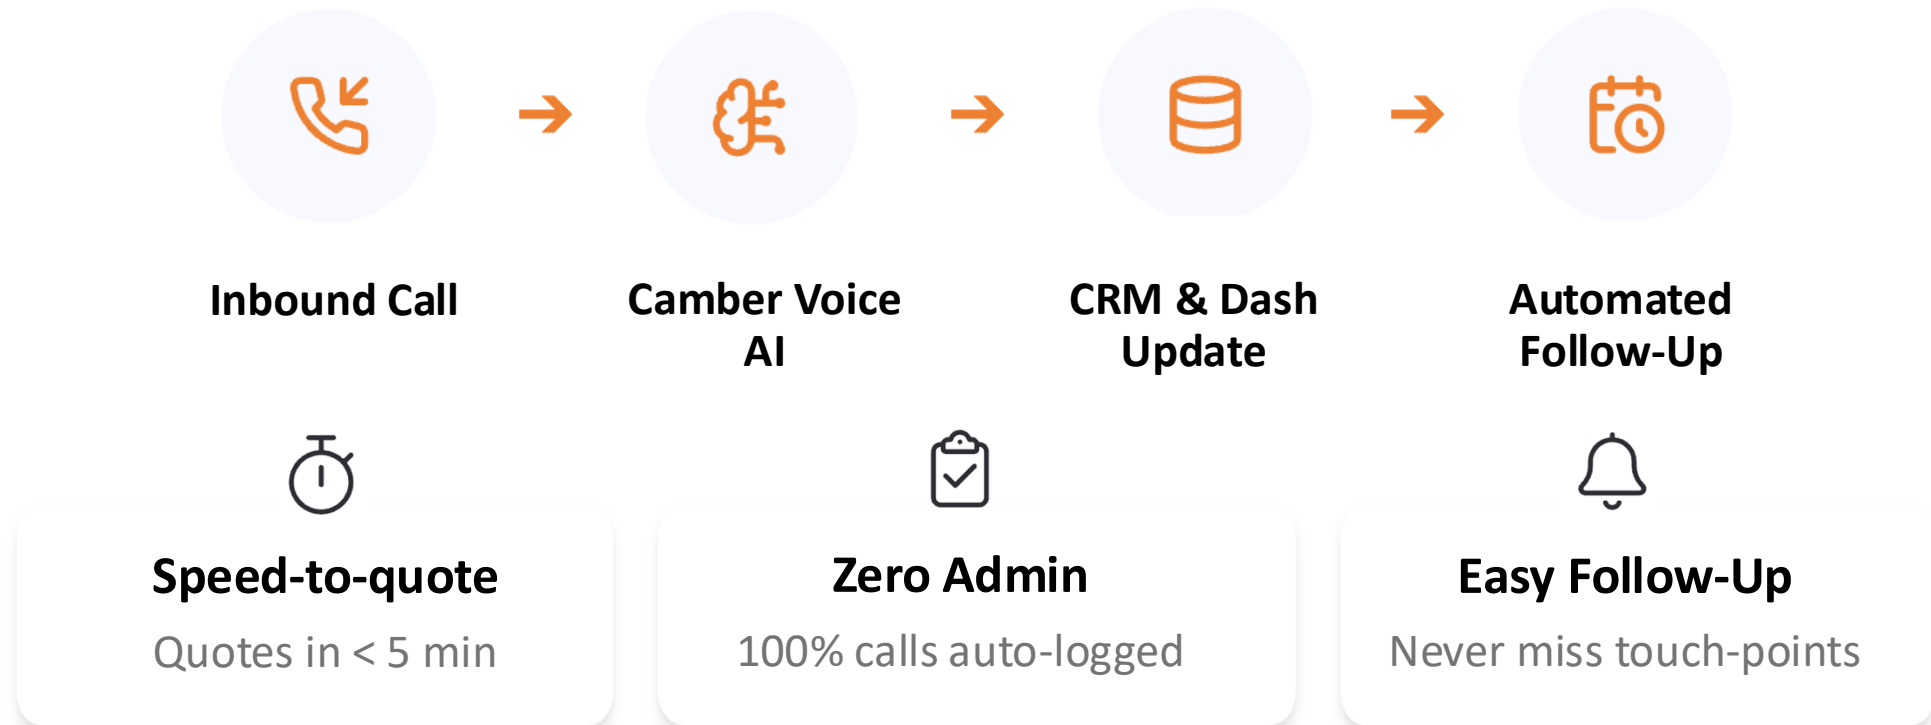 Inbound Call
Camber Voice
AI
CRM & Dash
Update
Automated
Follow-Up
Speed-to-quote
Quotes in < 5 min
Zero Admin
100% calls auto-logged
Easy Follow-Up
Never miss touch-points